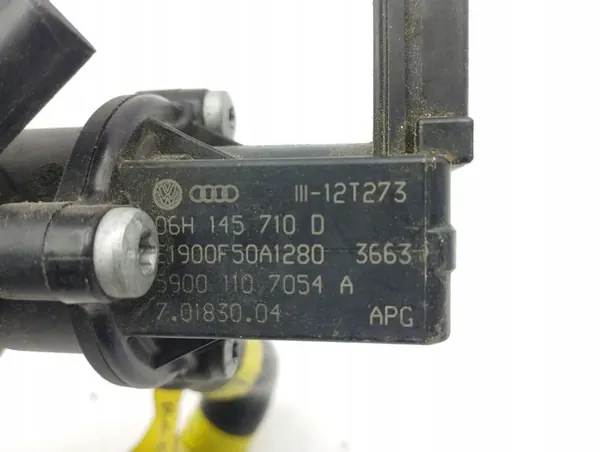 III-12T273
06H 145 710 D
E1900F50A1280 3663
5900 110 7054 A
7.01830.04 APG